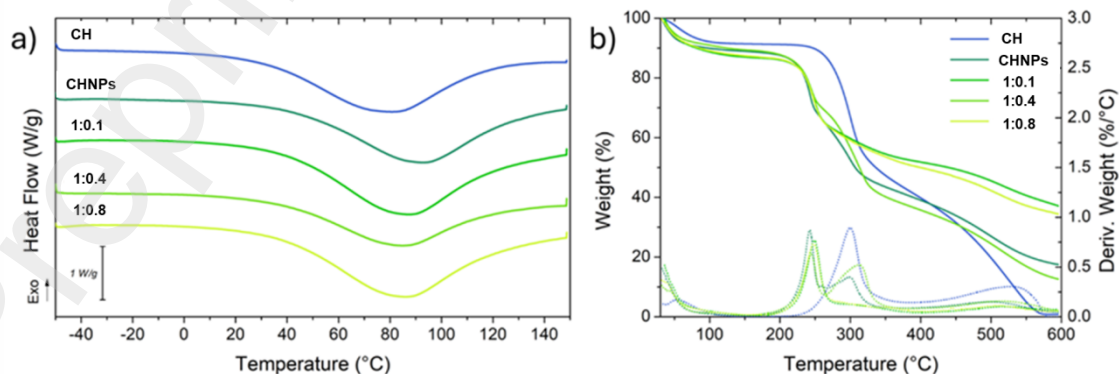 a)
CH
CHNPs
1:0.1
1:0.4
1:0.8
1 W/g
Exo
Heat Flow (W/g)
-40 -20 0 20 40 60 80 100 120 140
Temperature (°C)
b)
CH
CHNPs
1:0.1
1:0.4
1:0.8
100
80
60
40
20
0
Weight (%)
3.0
2.5
2.0
1.5
1.0
0.5
0.0
Deriv. Weight (%/°C)
100 200 300 400 500 600
Temperature (°C)